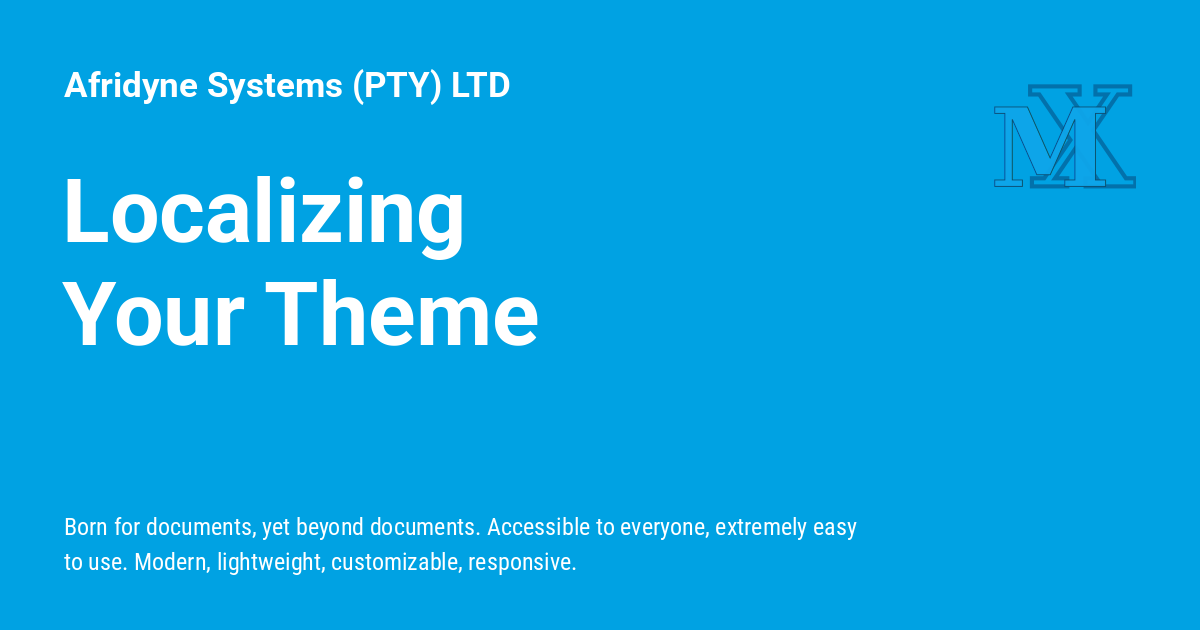 Afridyne Systems (PTY) LTD
MX
Localizing
Your Theme
Born for documents, yet beyond documents. Accessible to everyone, extremely easy
to use. Modern, lightweight, customizable, responsive.